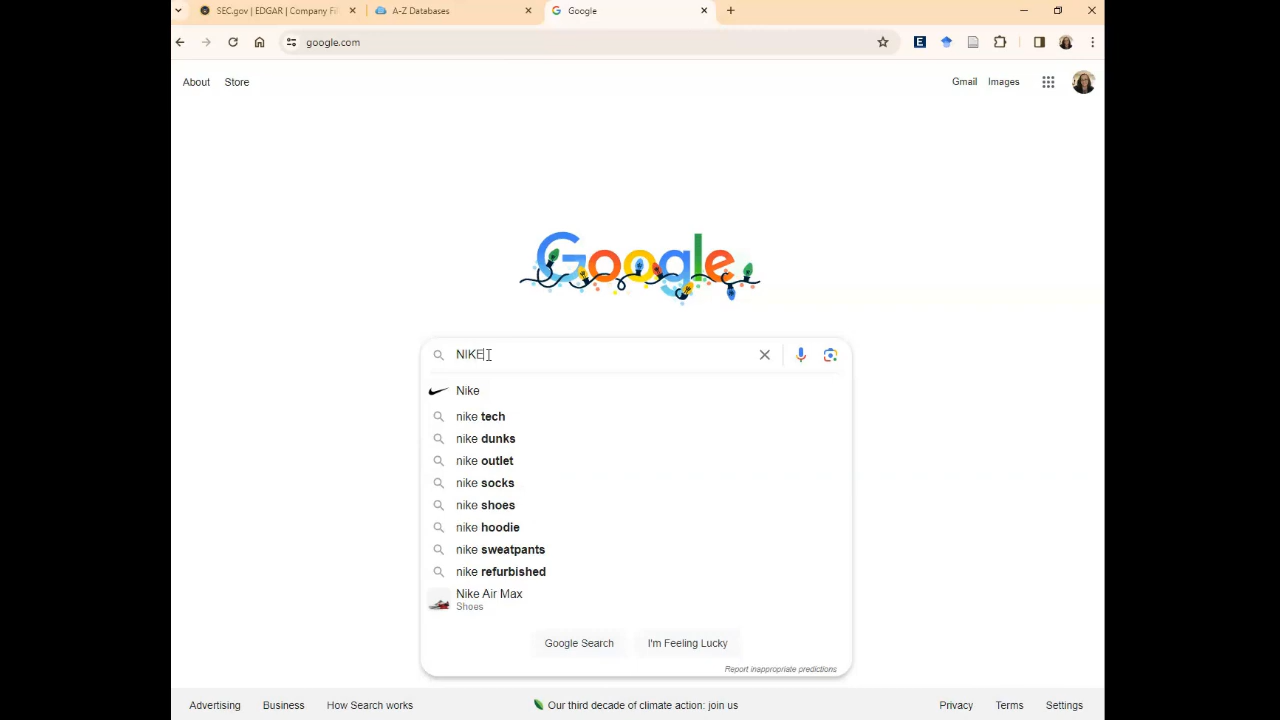 SEC.gov | EDGAR | Company Fi
A-Z Databases
Google
google.com
E
About
Store
Gmail
Images
Google
NIKE
Nike
nike tech
nike dunks
nike outlet
nike socks
nike shoes
nike hoodie
nike sweatpants
nike refurbished
Nike Air Max
Shoes
Google Search
I'm Feeling Lucky
Report inappropriate predictions
Advertising
Business
How Search works
Our third decade of climate action: join us
Privacy
Terms
Settings